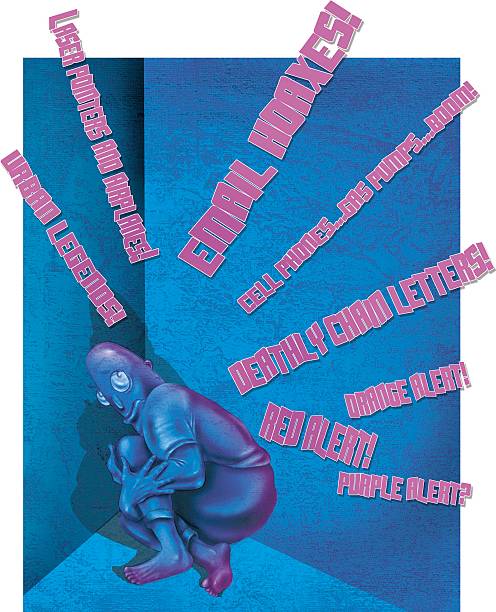 URBAN LEGENDS!
LASER POINTERS AND AIRPLANES!
EMAIL HOAXES!
CELL PHONES...GAS PUMPS...BOOM!
DEATHLY CHAIN LETTERS!
ORANGE ALERT!
RED ALERT!
PURPLE ALERT?